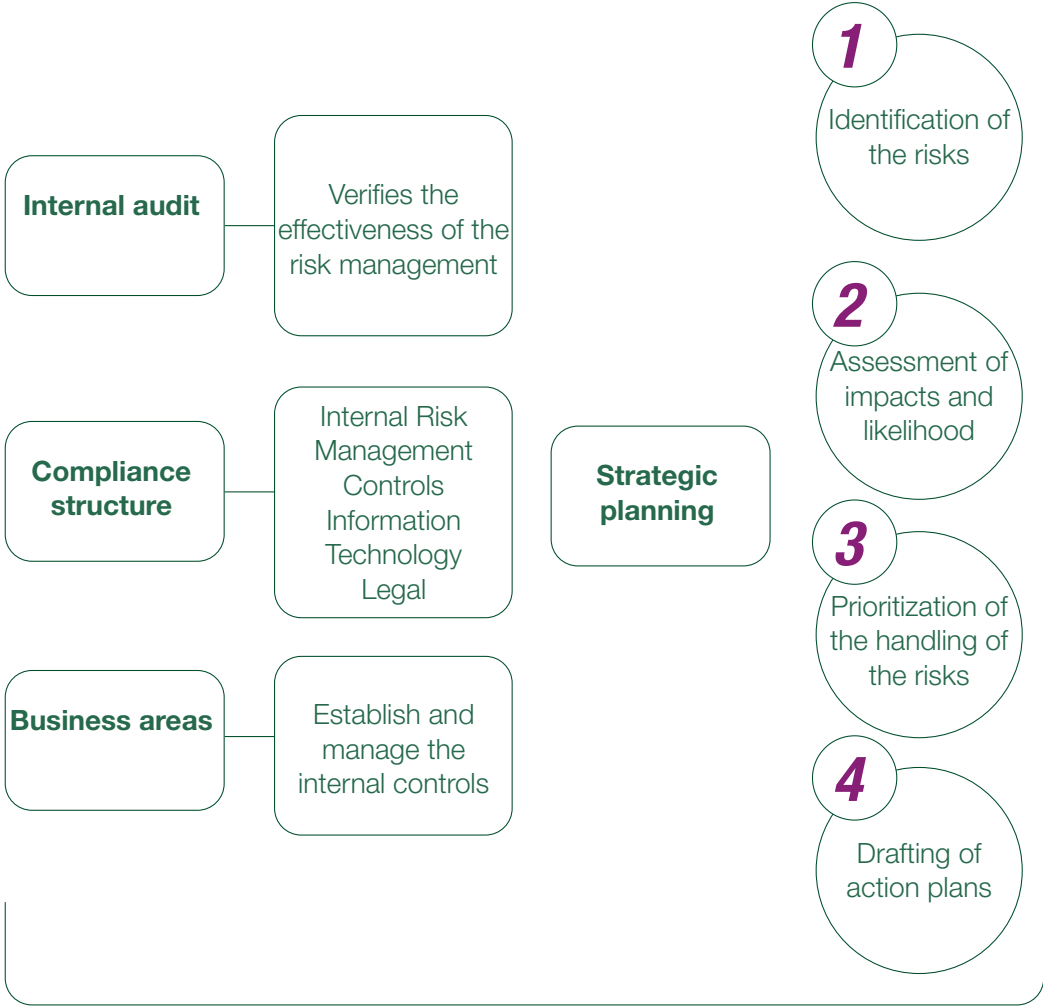 Internal audit
Verifies the
effectiveness of the
risk management
Compliance
structure
Internal Risk
Management
Controls
Information
Technology
Legal
Business areas
Establish and
manage the
internal controls
Strategic
planning
1
Identification of
the risks
2
Assessment of
impacts and
likelihood
3
Prioritization of
the handling of
the risks
4
Drafting of
action plans